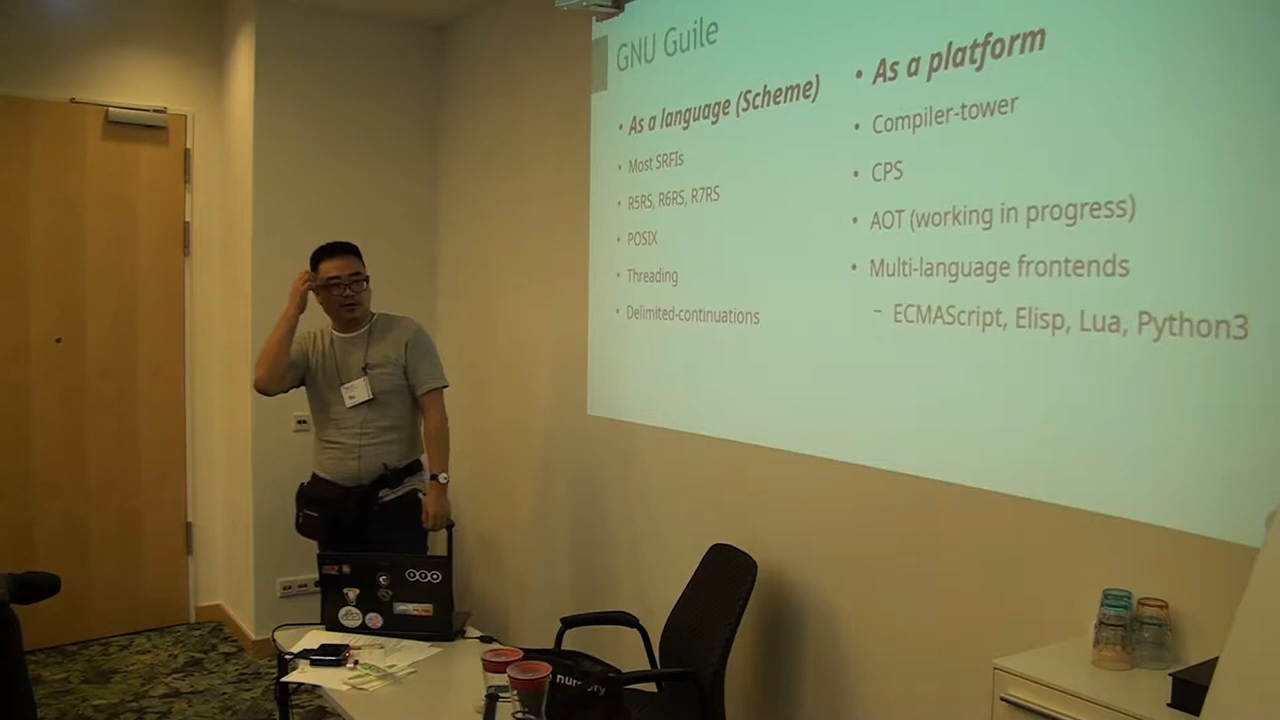 GNU Guile
• As a language (Scheme)
• Most SRFIs
• R5RS, R6RS, R7RS
• POSIX
• Threading
• Delimited-continuations
• As a platform
• Compiler-tower
• CPS
• AOT (working in progress)
• Multi-language frontends
– ECMAScript, Elisp, Lua, Python3